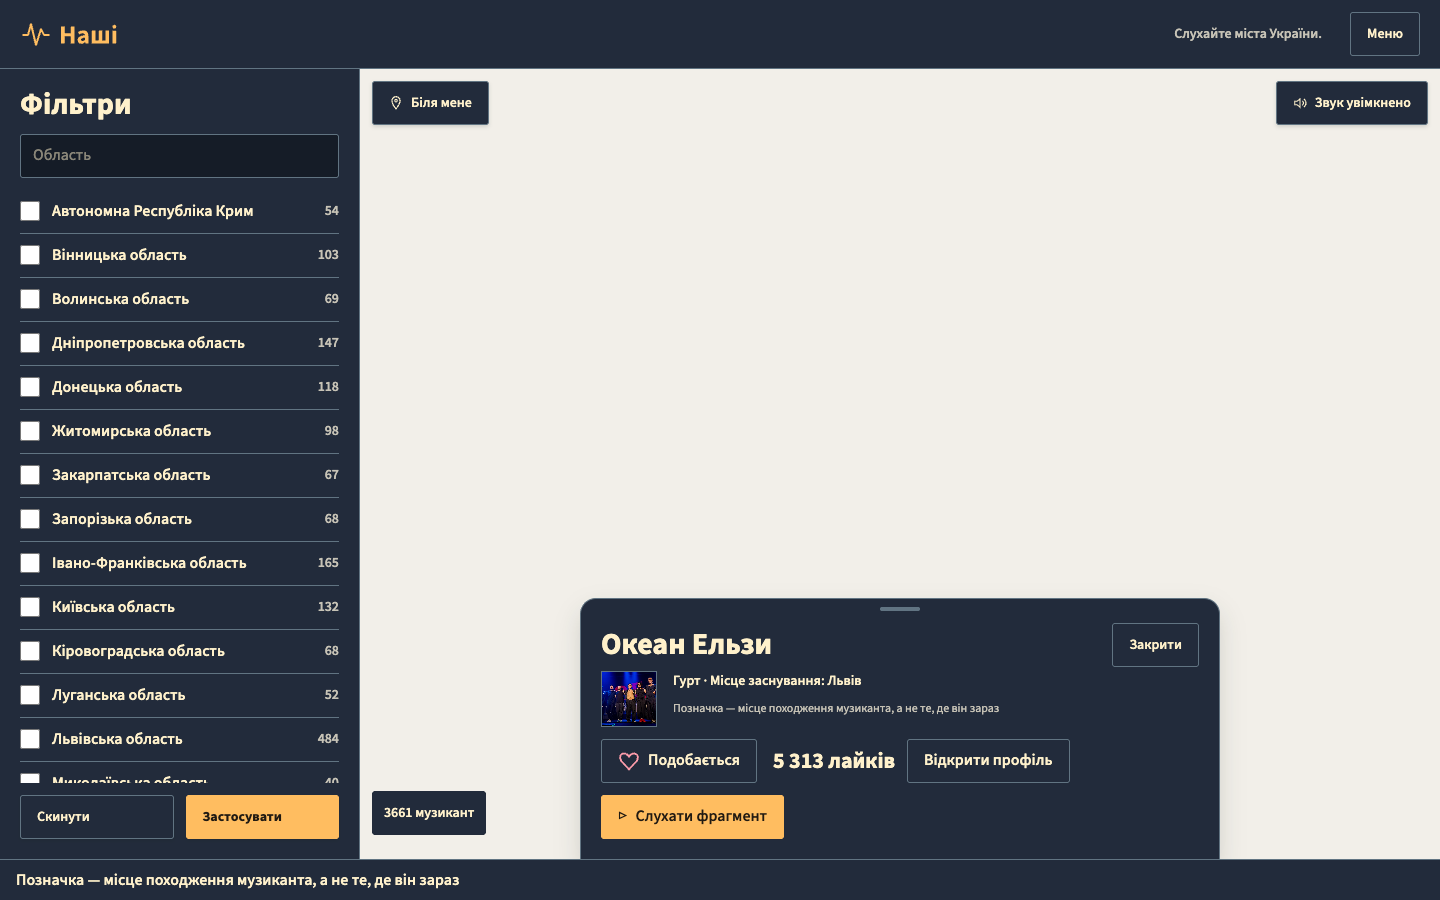 Наші
Слухайте міста України.
Меню
Фільтри
Область
Автономна Республіка Крим 54
Вінницька область 103
Волинська область 69
Дніпропетровська область 147
Донецька область 118
Житомирська область 98
Закарпатська область 67
Запорізька область 68
Івано-Франківська область 165
Київська область 132
Кіровоградська область 68
Луганська область 52
Львівська область 484
Миколаївська область 40
Скинути
Застосувати
Біля мене
Звук увімкнено
3661 музикант
Океан Ельзи
Закрити
Гурт · Місце заснування: Львів
Позначка — місце походження музиканта, а не те, де він зараз
Подобається
5 313 лайків
Відкрити профіль
Слухати фрагмент
Позначка — місце походження музиканта, а не те, де він зараз